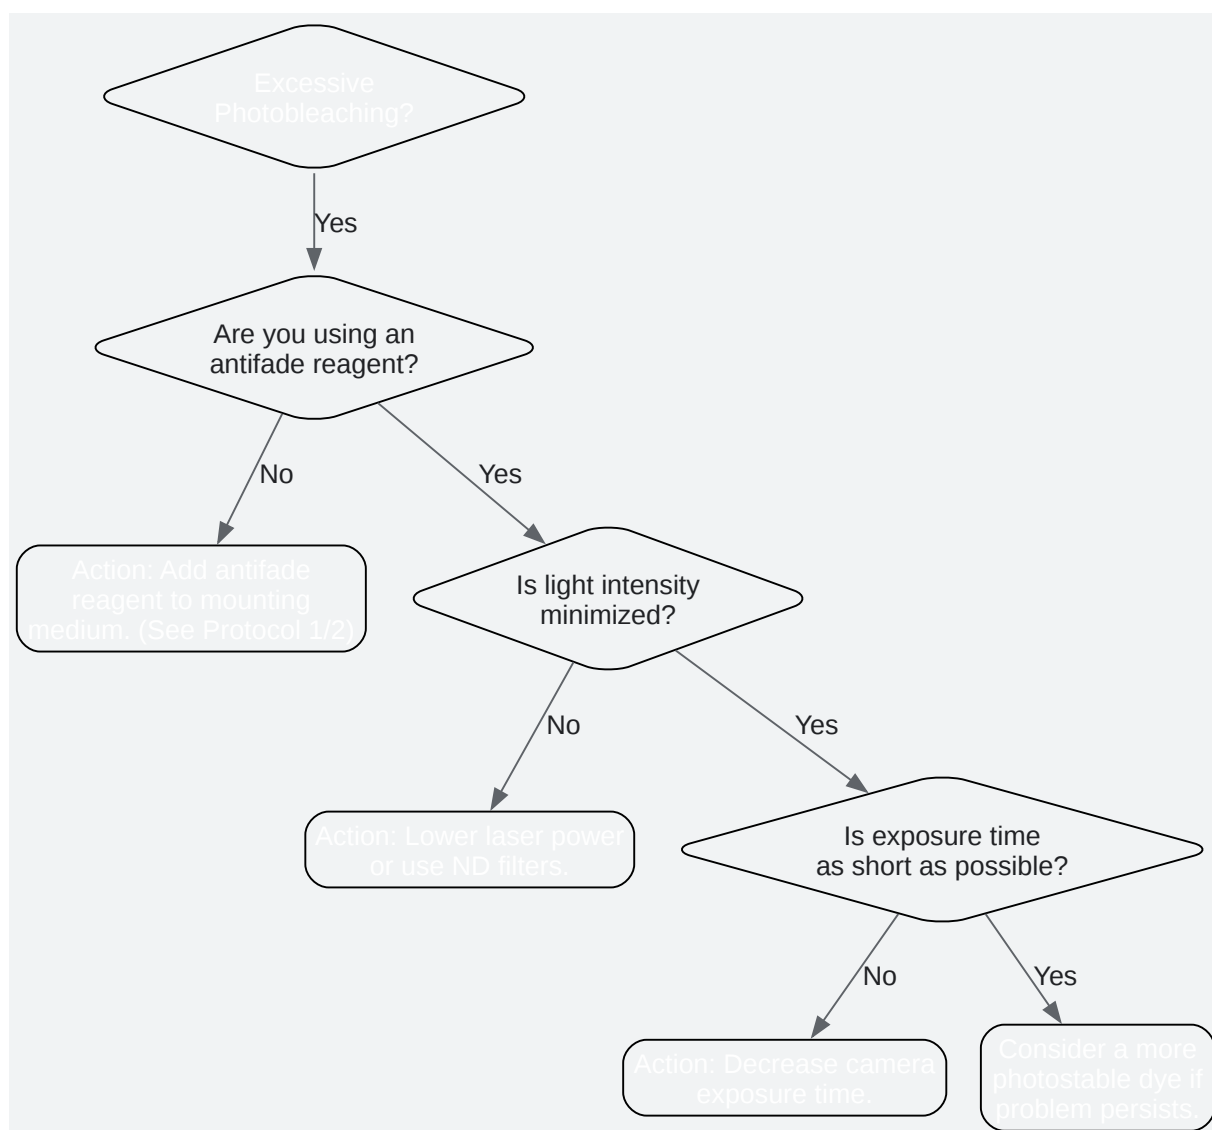 Excessive
Photobleaching?
Yes
Are you using an
antifade reagent?
No
Yes
Action: Add antifade
reagent to mounting
medium. (See Protocol 1/2)
Is light intensity
minimized?
No
Yes
Action: Lower laser power
or use ND filters.
Is exposure time
as short as possible?
No
Yes
Action: Decrease camera
exposure time.
Consider a more
photostable dye if
problem persists.